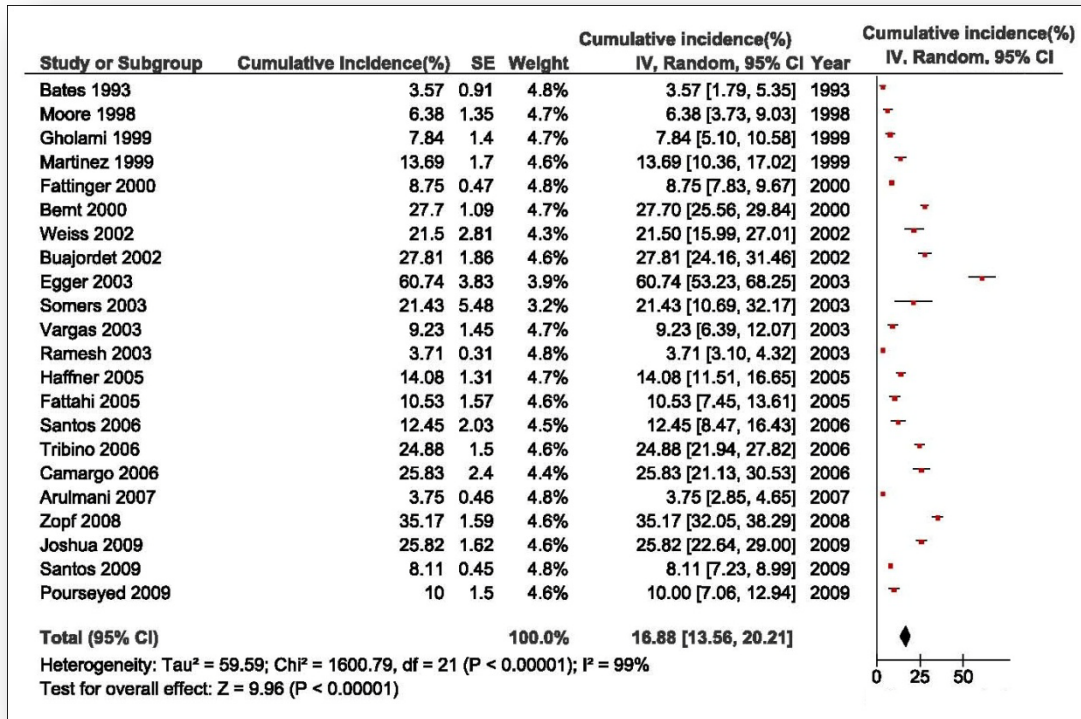 Cumulative incidence(%) Cumulative incidence(%)
Study or Subgroup Cumulative Incidence(%) SE Weight IV, Random, 95% CI Year IV, Random, 95% CI
Bates 1993 3.57 0.91 4.8% 3.57 [1.79, 5.35] 1993
Moore 1998 6.38 1.35 4.7% 6.38 [3.73, 9.03] 1998
Gholami 1999 7.84 1.4 4.7% 7.84 [5.10, 10.58] 1999
Martinez 1999 13.69 1.7 4.6% 13.69 [10.36, 17.02] 1999
Fattinger 2000 8.75 0.47 4.8% 8.75 [7.83, 9.67] 2000
Bemt 2000 27.7 1.09 4.7% 27.70 [25.56, 29.84] 2000
Weiss 2002 21.5 2.81 4.3% 21.50 [15.99, 27.01] 2002
Buajordet 2002 27.81 1.86 4.6% 27.81 [24.16, 31.46] 2002
Egger 2003 60.74 3.83 3.9% 60.74 [53.23, 68.25] 2003
Somers 2003 21.43 5.48 3.2% 21.43 [10.69, 32.17] 2003
Vargas 2003 9.23 1.45 4.7% 9.23 [6.39, 12.07] 2003
Ramesh 2003 3.71 0.31 4.8% 3.71 [3.10, 4.32] 2003
Haffner 2005 14.08 1.31 4.7% 14.08 [11.51, 16.65] 2005
Fattahi 2005 10.53 1.57 4.6% 10.53 [7.45, 13.61] 2005
Santos 2006 12.45 2.03 4.5% 12.45 [8.47, 16.43] 2006
Tribino 2006 24.88 1.5 4.6% 24.88 [21.94, 27.82] 2006
Camargo 2006 25.83 2.4 4.4% 25.83 [21.13, 30.53] 2006
Arulmani 2007 3.75 0.46 4.8% 3.75 [2.85, 4.65] 2007
Zopf 2008 35.17 1.59 4.6% 35.17 [32.05, 38.29] 2008
Joshua 2009 25.82 1.62 4.6% 25.82 [22.64, 29.00] 2009
Santos 2009 8.11 0.45 4.8% 8.11 [7.23, 8.99] 2009
Pourseyed 2009 10 1.5 4.6% 10.00 [7.06, 12.94] 2009
Total (95% CI) 100.0% 16.88 [13.56, 20.21]
Heterogeneity: Tau² = 59.59; Chi² = 1600.79, df = 21 (P < 0.00001); I² = 99%
Test for overall effect: Z = 9.96 (P < 0.00001)
0 25 50